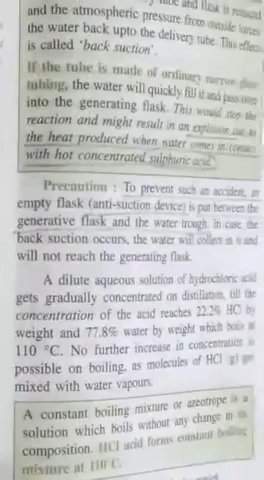 tube and flask is reduced
and the atmospheric pressure from outside forces
the water back upto the delivery tube. This effect
is called 'back suction'.
If the tube is made of ordinary narrow glass
tubing, the water will quickly fill it and pass over
into the generating flask. This would stop the
reaction and might result in an explosion due to
the heat produced when water comes in contact
with hot concentrated sulphuric acid.
Precaution : To prevent such an accident, an
empty flask (anti-suction device) is put between the
generative flask and the water trough. In case, the
back suction occurs, the water will collect in it and
will not reach the generating flask.
A dilute aqueous solution of hydrochloric acid
gets gradually concentrated on distillation, till the
concentration of the acid reaches 22.2% HCl by
weight and 77.8% water by weight which boils at
110 °C. No further increase in concentration is
possible on boiling, as molecules of HCl (g) get
mixed with water vapours.
A constant boiling mixture or azeotrope is a
solution which boils without any change in its
composition. HCl acid forms constant boiling
mixture at 110°C.